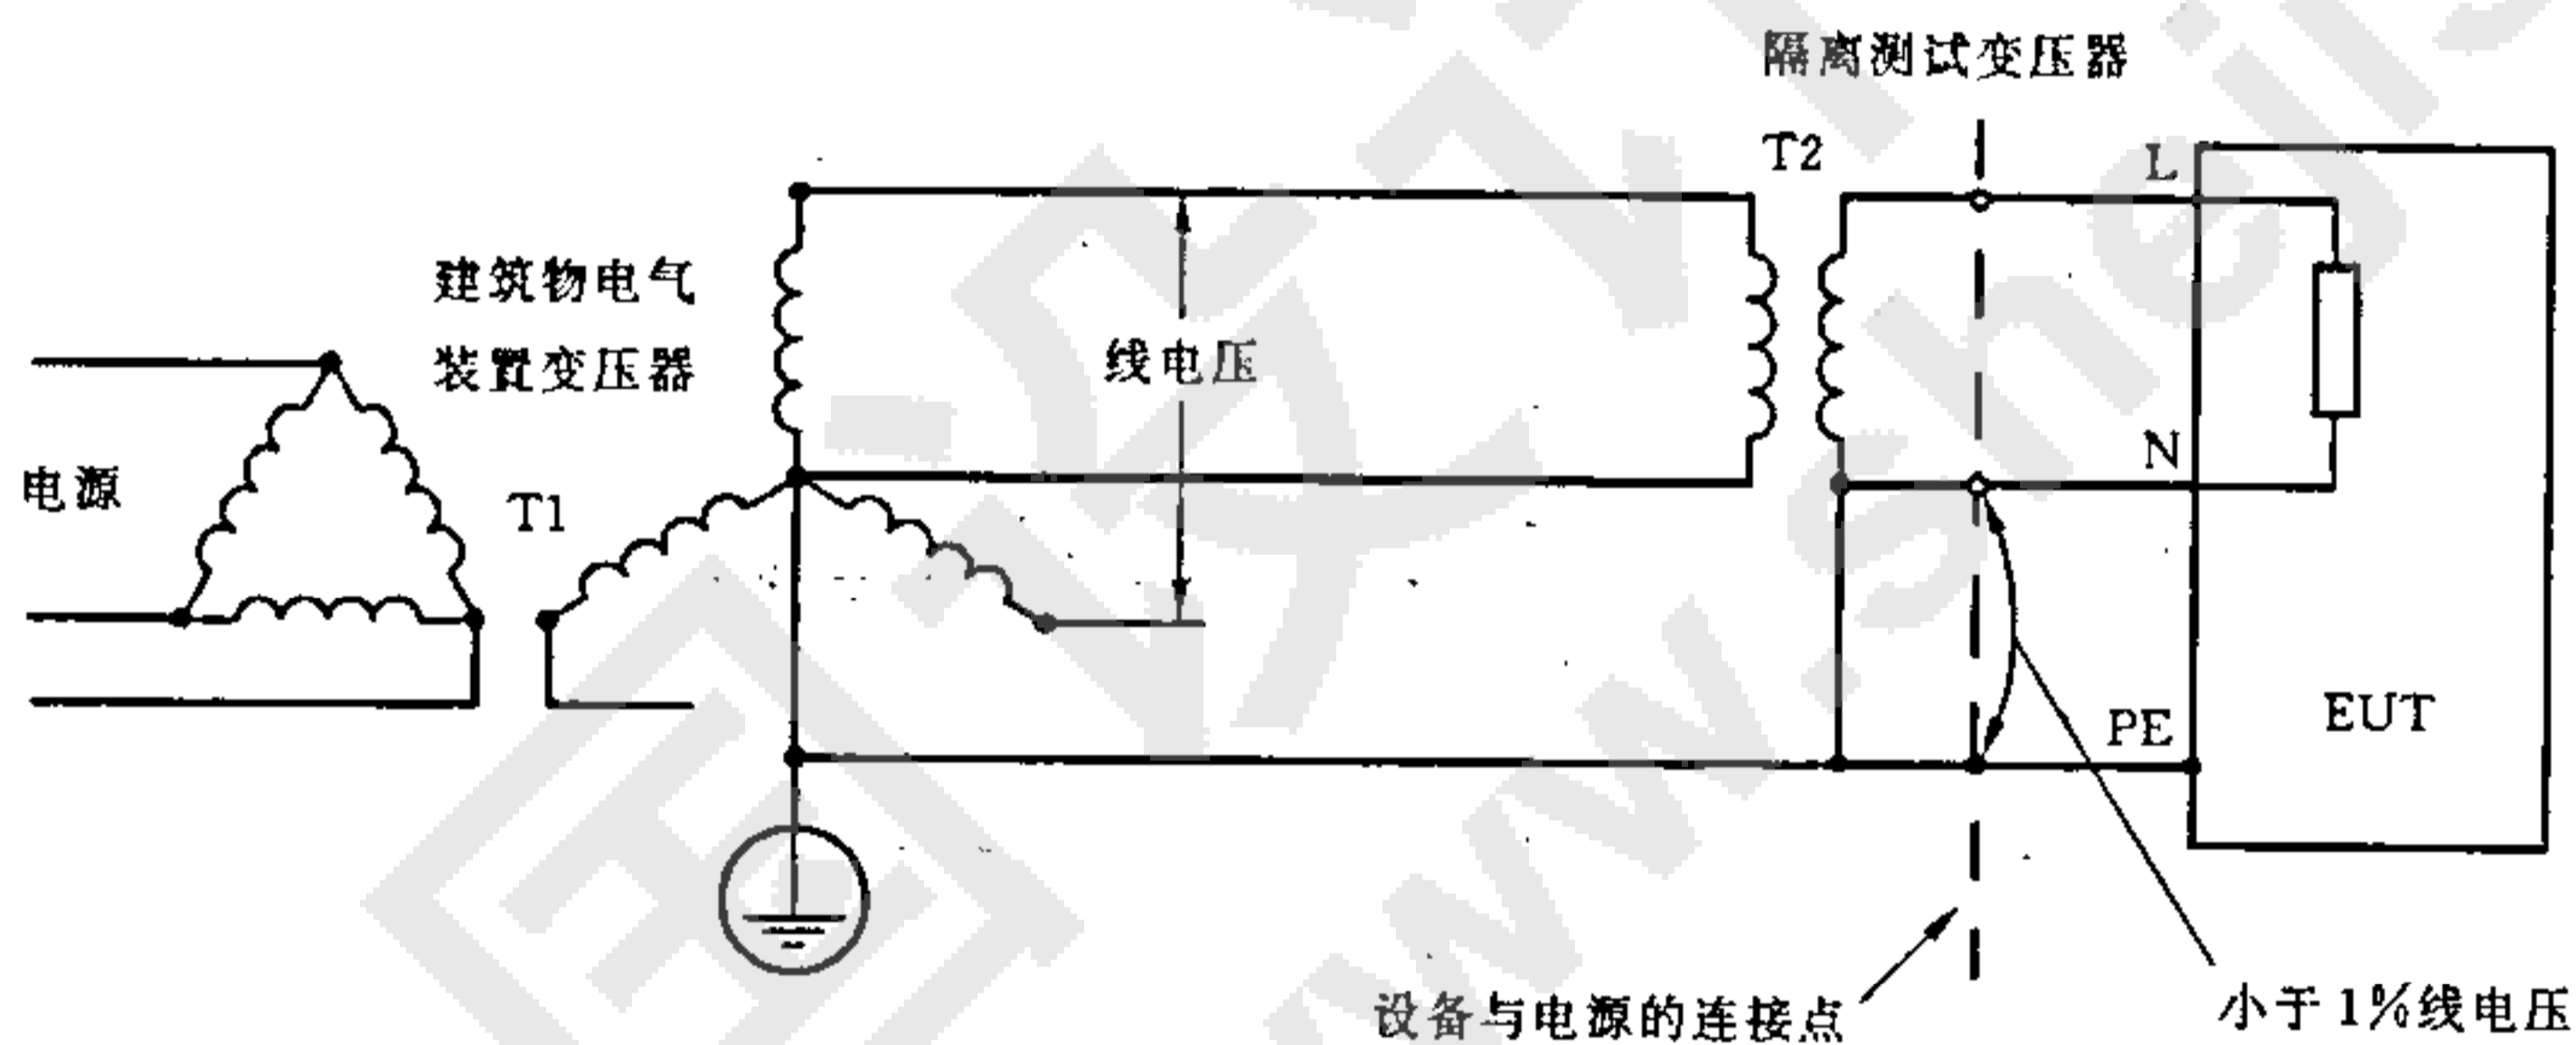 隔离测试变压器
T2
L
建筑物电气
装置变压器
线电压
电源
T1
N
PE
EUT
设备与电源的连接点
小于 1%线电压